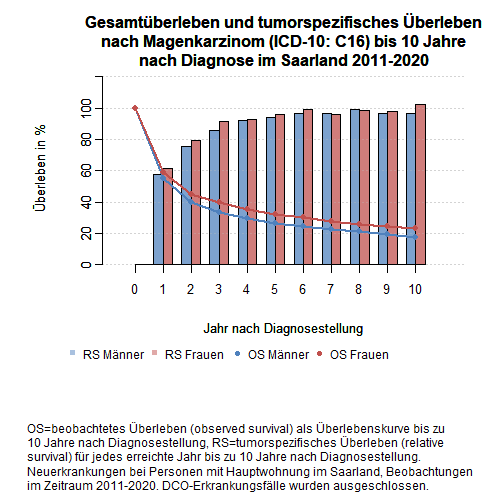 Gesamtüberleben und tumorspezifisches Überleben
nach Magenkarzinom (ICD-10: C16) bis 10 Jahre
nach Diagnose im Saarland 2011-2020
Überleben in %
100
80
60
40
20
0
0 1 2 3 4 5 6 7 8 9 10
Jahr nach Diagnosestellung
RS Männer RS Frauen OS Männer OS Frauen
OS=beobachtetes Überleben (observed survival) als Überlebenskurve bis zu
10 Jahre nach Diagnosestellung, RS=tumorspezifisches Überleben (relative
survival) für jedes erreichte Jahr bis zu 10 Jahre nach Diagnosestellung.
Neuerkrankungen bei Personen mit Hauptwohnung im Saarland, Beobachtungen
im Zeitraum 2011-2020. DCO-Erkrankungsfälle wurden ausgeschlossen.